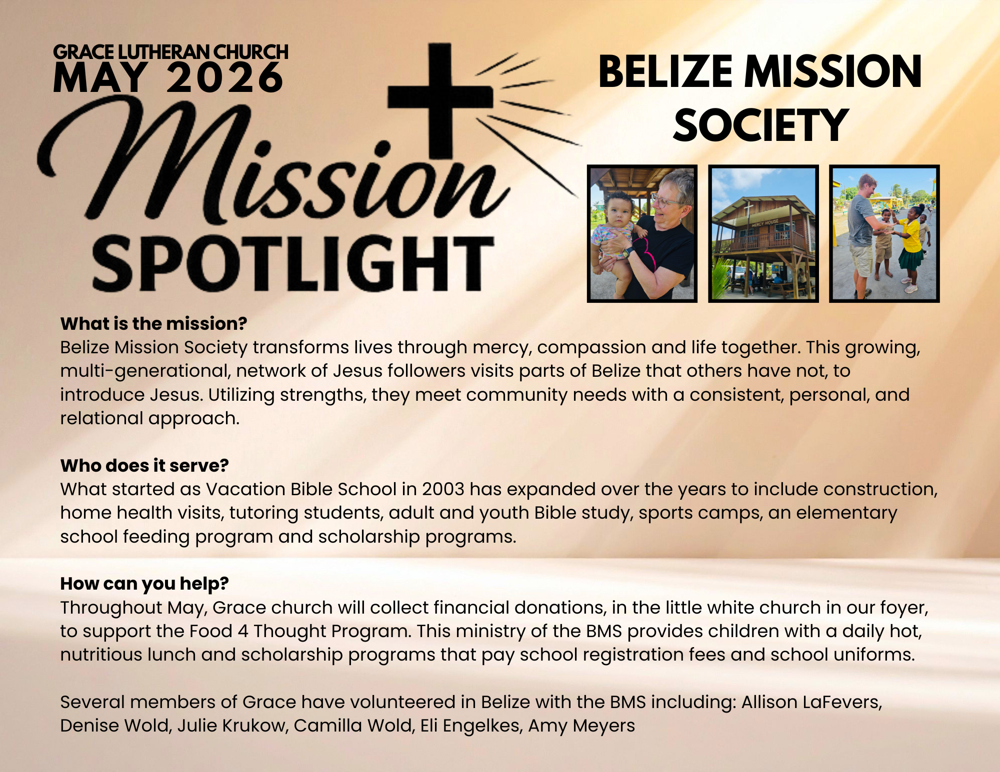 GRACE LUTHERAN CHURCH
MAY 2026
Mission
SPOTLIGHT
BELIZE MISSION
SOCIETY
MERCY HOUSE
What is the mission?
Belize Mission Society transforms lives through mercy, compassion and life together. This growing,
multi-generational, network of Jesus followers visits parts of Belize that others have not, to
introduce Jesus. Utilizing strengths, they meet community needs with a consistent, personal, and
relational approach.
Who does it serve?
What started as Vacation Bible School in 2003 has expanded over the years to include construction,
home health visits, tutoring students, adult and youth Bible study, sports camps, an elementary
school feeding program and scholarship programs.
How can you help?
Throughout May, Grace church will collect financial donations, in the little white church in our foyer,
to support the Food 4 Thought Program. This ministry of the BMS provides children with a daily hot,
nutritious lunch and scholarship programs that pay school registration fees and school uniforms.
Several members of Grace have volunteered in Belize with the BMS including: Allison LaFevers,
Denise Wold, Julie Krukow, Camilla Wold, Eli Engelkes, Amy Meyers